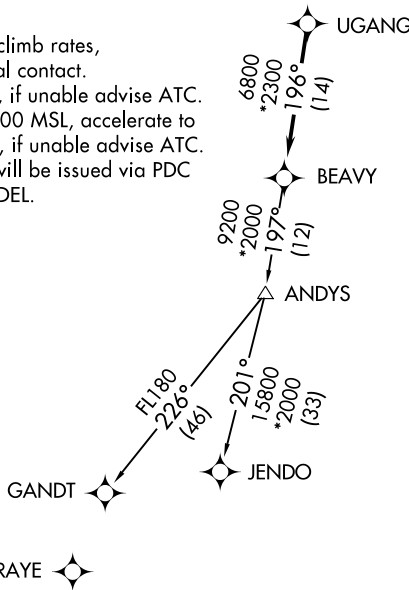 climb rates,
contact.
, if unable advise ATC.
00 MSL, accelerate to
, if unable advise ATC.
will be issued via PDC
DEL.
UGANG
6800
*2300
196°
(14)
BEAVY
9200
*2000
197°
(12)
ANDYS
FL180
226°
(46)
201°
15800
*2000
(33)
GANDT
JENDO
RAYE